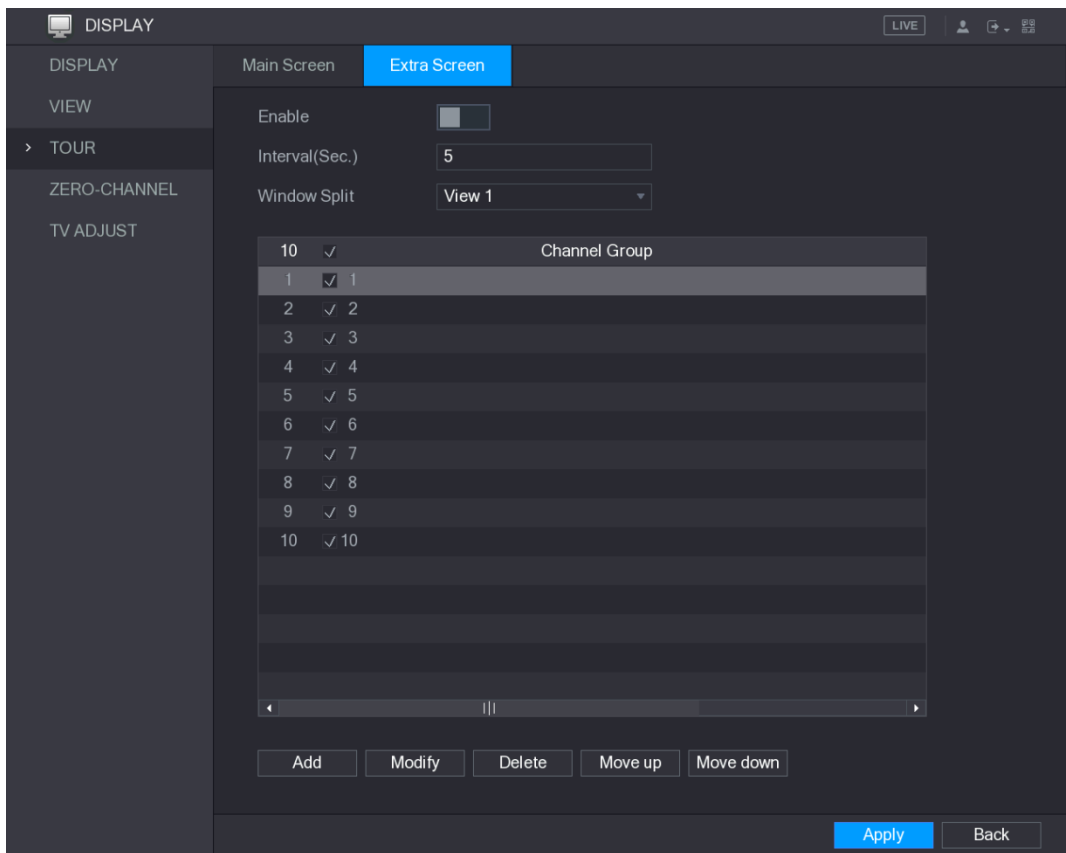 DISPLAY
LIVE
DISPLAY
VIEW
TOUR
ZERO-CHANNEL
TV ADJUST
Main Screen Extra Screen
Enable
Interval(Sec.) 5
Window Split View 1
10 Channel Group
1 1
2 2
3 3
4 4
5 5
6 6
7 7
8 8
9 9
10 10
Add Modify Delete Move up Move down
Apply Back